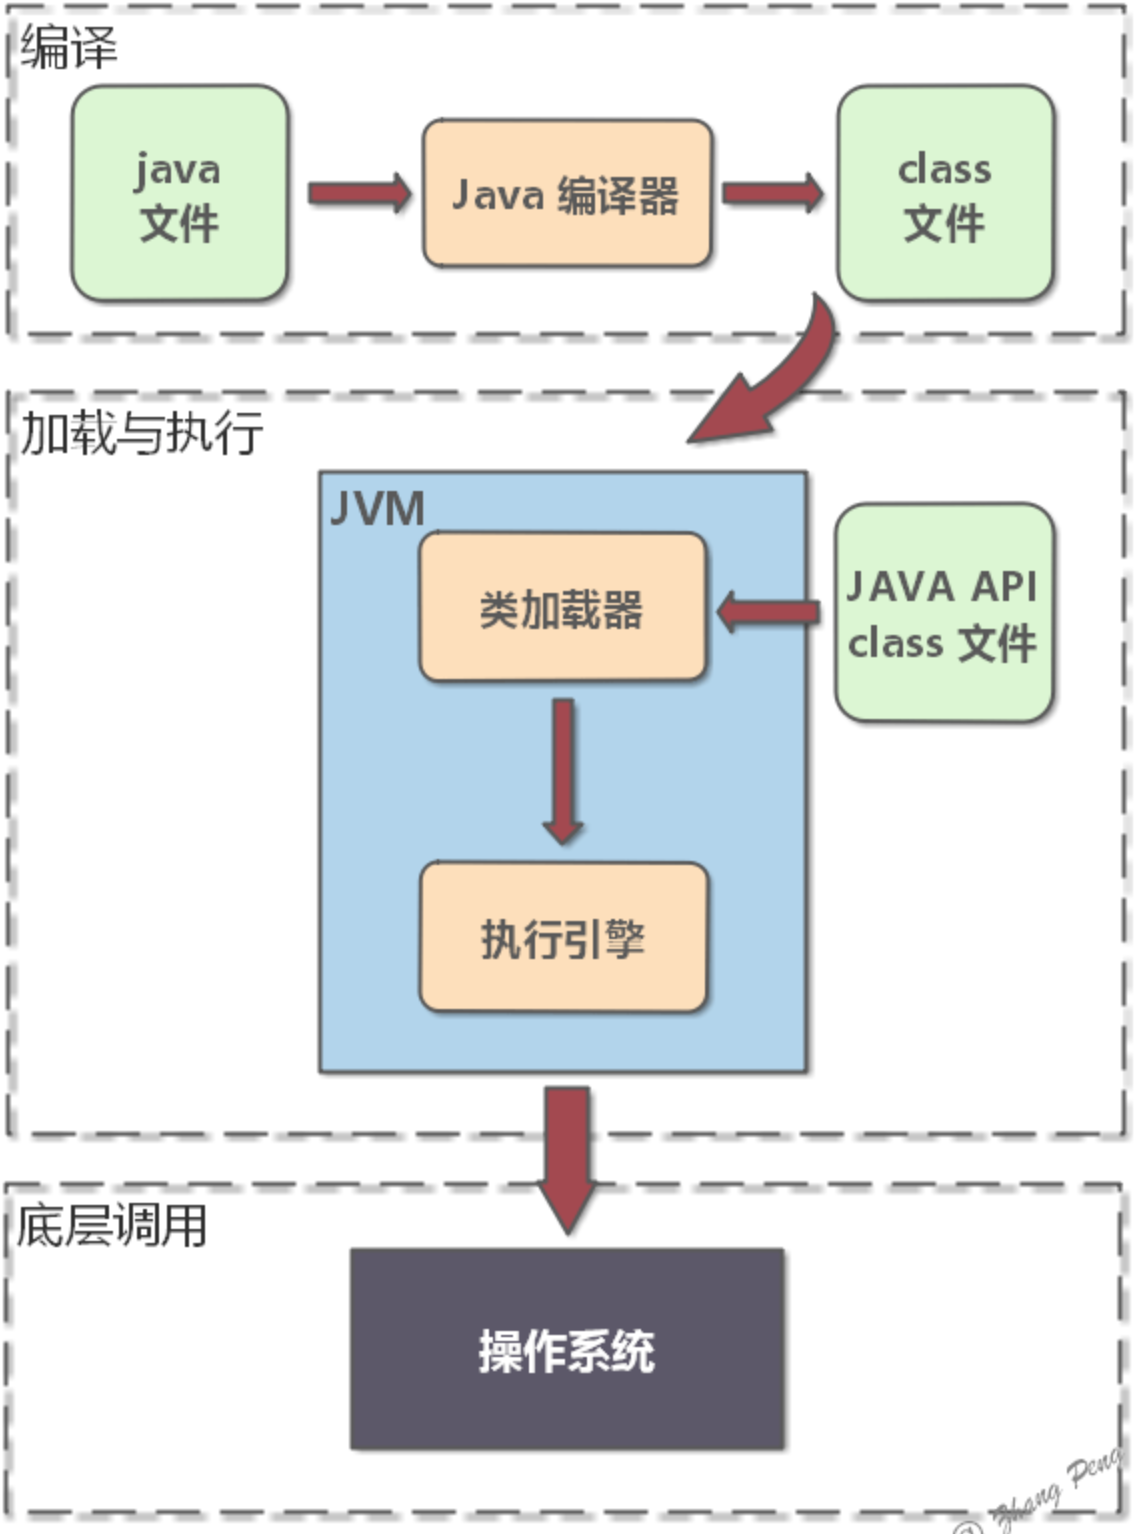 编译
java
文件
Java 编译器
class
文件
加载与执行
JVM
类加载器
JAVA API
class 文件
执行引擎
底层调用
操作系统
@ Zhang Peng